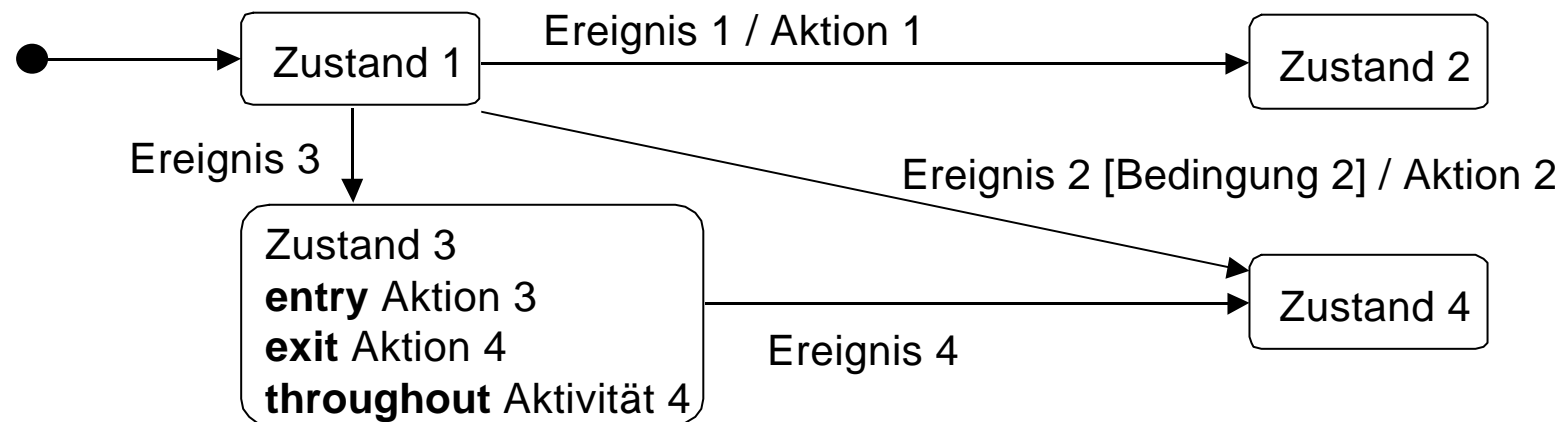 Ereignis 1 / Aktion 1
Zustand 1
Zustand 2
Ereignis 3
Ereignis 2 [Bedingung 2] / Aktion 2
Zustand 3
entry Aktion 3
exit Aktion 4
throughout Aktivität 4
Zustand 4
Ereignis 4